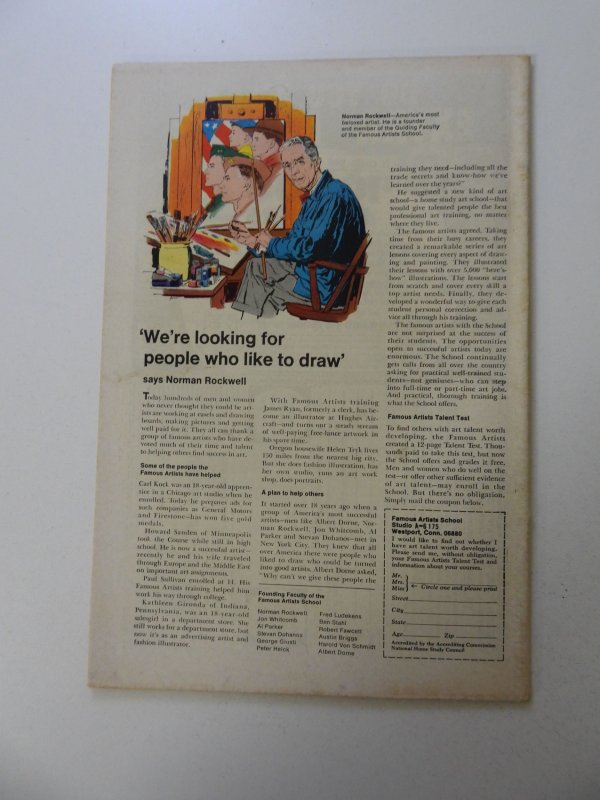 Norman Rockwell—America's most
beloved artist. He is a founder
and member of the Guiding Faculty
of the Famous Artists School.
'We're looking for
people who like to draw'
says Norman Rockwell
Today hundreds of men and women
who never thought they could be art-
ists are working at easels and drawing
boards, making pictures and getting
well paid for it. They all can thank a
group of famous artists who have de-
voted much of their time and talent
to helping others find success in art.
Some of the people the
Famous Artists have helped
Carl Kock was an 18-year-old appren-
tice in a Chicago art studio when he
enrolled. Today he prepares ads for
such companies as General Motors
and Firestone—has won five gold
medals.
Howard Sanden of Minneapolis
took the Course while still in high
school. He is now a successful artist—
recently he and his wife traveled
through Europe and the Middle East
on important art assignments.
Paul Sullivan enrolled at 14. His
Famous Artists training helped him
work his way through college.
Kathleen Gironda of Indiana,
Pennsylvania, was an 18-year-old
salesgirl in a department store. She
still works for a department store, but
now it's as an advertising artist and
fashion illustrator.
With Famous Artists training
James Ryan, formerly a clerk, has be-
come an illustrator at Hughes Air-
craft—and turns out a steady stream
of well-paying free-lance artwork in
his spare time.
Oregon housewife Helen Tryk lives
150 miles from the nearest big city.
But she does fashion illustration, has
her own studio, runs an art work
shop, does portraits.
A plan to help others
It started over 18 years ago when a
group of America's most successful
artists—men like Albert Dorne, Nor-
man Rockwell, Jon Whitcomb, Al
Parker and Stevan Dohanos—met in
New York City. They knew that all
over America there were people who
liked to draw who could be turned
into good artists. Albert Dorne asked,
"Why can't we give these people the
Founding Faculty of the
Famous Artists School
Norman Rockwell
Jon Whitcomb
Al Parker
Stevan Dohanos
George Giusti
Peter Helck
Fred Ludekens
Ben Stahl
Robert Fawcett
Austin Briggs
Harold Von Schmidt
Albert Dorne
training they need—including all the
trade secrets and know-how we've
learned over the years?"
He suggested a new kind of art
school—a home study art school—that
would give talented people the best
professional art training, no matter
where they live.
The famous artists agreed. Taking
time from their busy careers, they
created a remarkable series of art
lessons covering every aspect of draw-
ing and painting. They illustrated
their lessons with over 5,000 "here's-
how" illustrations. The lessons start
from scratch and cover every skill a
top artist needs. Finally, they de-
veloped a wonderful way to give each
student personal correction and ad-
vice all through his training.
The famous artists with the School
are not surprised at the success of
their students. The opportunities
open to successful artists today are
enormous. The School continually
gets calls from all over the country
asking for practical well-trained stu-
dents—not geniuses—who can step
into full-time or part-time art jobs.
And practical, thorough training is
what the School offers.
Famous Artists Talent Test
To find others with art talent worth
developing, the Famous Artists
created a 12-page Talent Test. Thou-
sands paid to take this test, but now
the School offers and grades it free.
Men and women who do well on the
test—or offer other sufficient evidence
of art talent—may enroll in the
School. But there's no obligation.
Simply mail the coupon below.
Famous Artists School
Studio 175
Westport, Conn. 06880
I would like to find out whether I
have art talent worth developing.
Please send me, without obligation,
your Famous Artists Talent Test and
information about your courses.
Mr.
Mrs.
Miss
← Circle one and please print
Street
City
State
Age Zip
Accredited by the Accrediting Commission
National Home Study Council